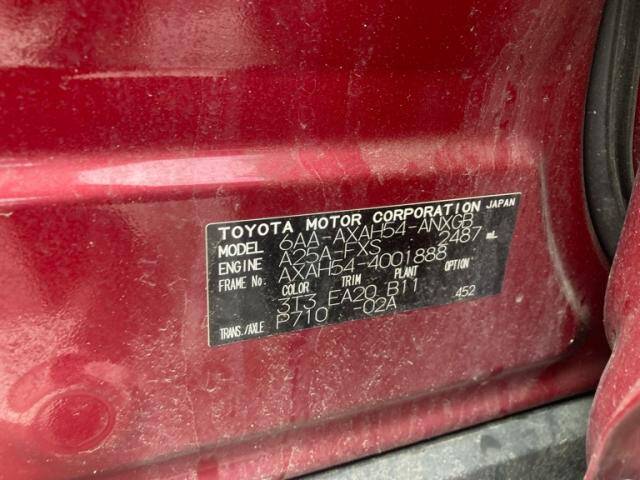 TOYOTA MOTOR CORPORATION JAPAN
MODEL 6AA-AXAH54-ANXGB
ENGINE A25A-FXS 2487 mL
FRAME No. AXAH54-4001888
COLOR TRIM PLANT OPTION
3T3 EA20 B11 452
TRANS./AXLE P710 -02A